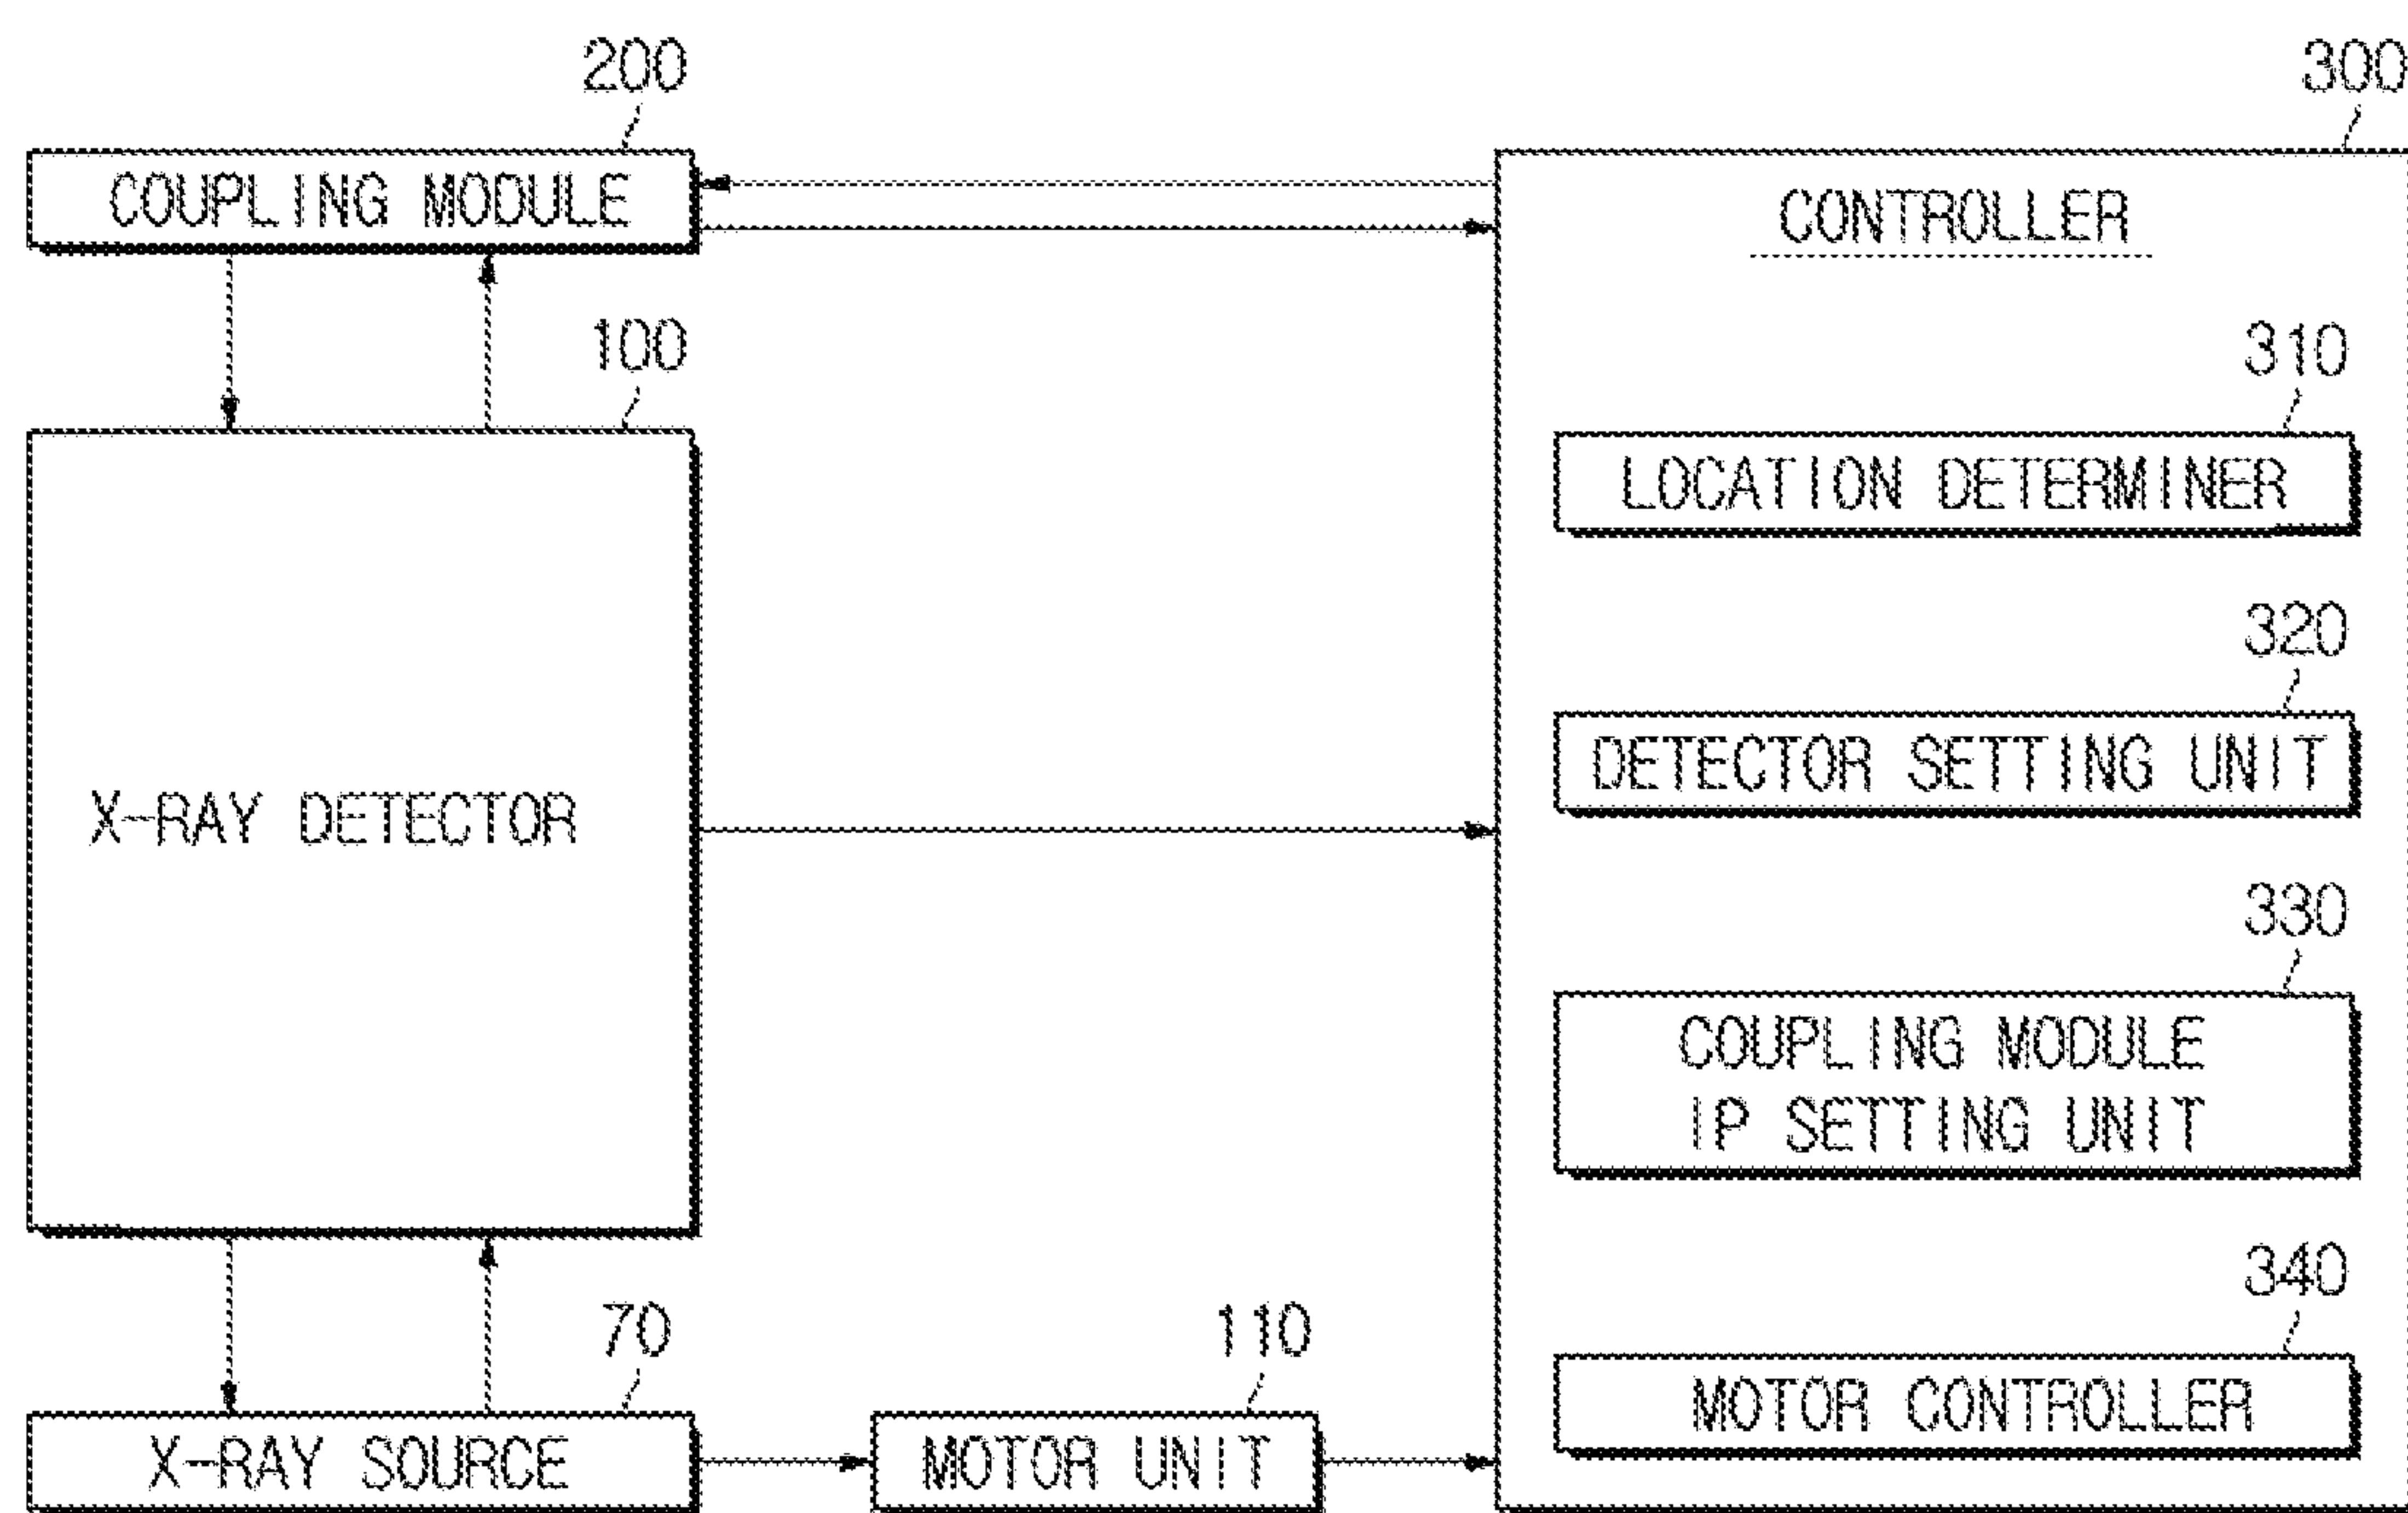 200
300
COUPLING MODULE
CONTROLLER
100
310
LOCATION DETERMINER
320
DETECTOR SETTING UNIT
X-RAY DETECTOR
330
COUPLING MODULE
IP SETTING UNIT
70
110
340
MOTOR CONTROLLER
X-RAY SOURCE
MOTOR UNIT